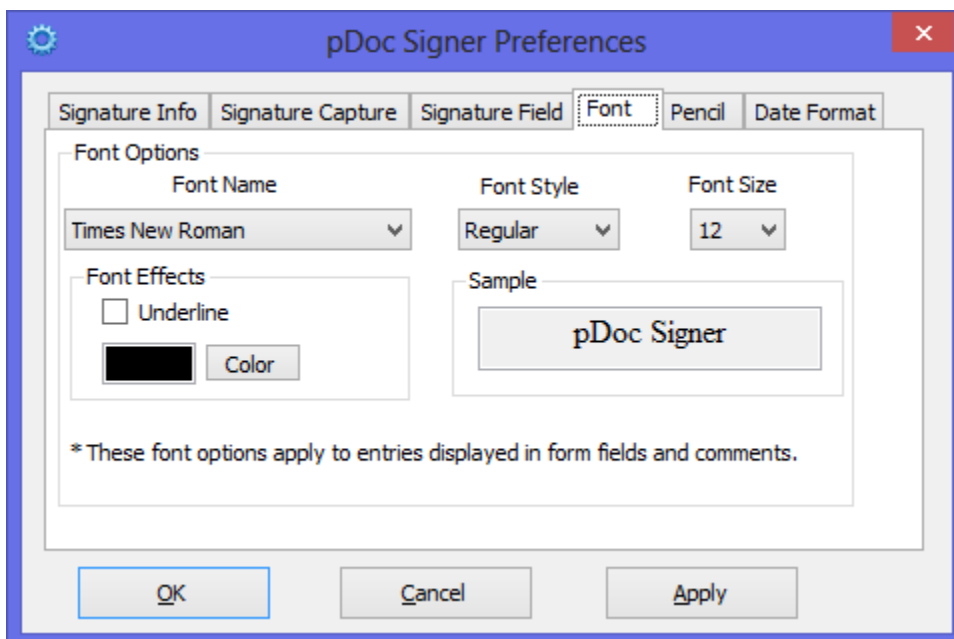 pDoc Signer Preferences
Signature Info Signature Capture Signature Field Font Pencil Date Format
Font Options
Font Name Font Style Font Size
Times New Roman Regular 12
Font Effects Sample
Underline
pDoc Signer
Color
* These font options apply to entries displayed in form fields and comments.
OK Cancel Apply